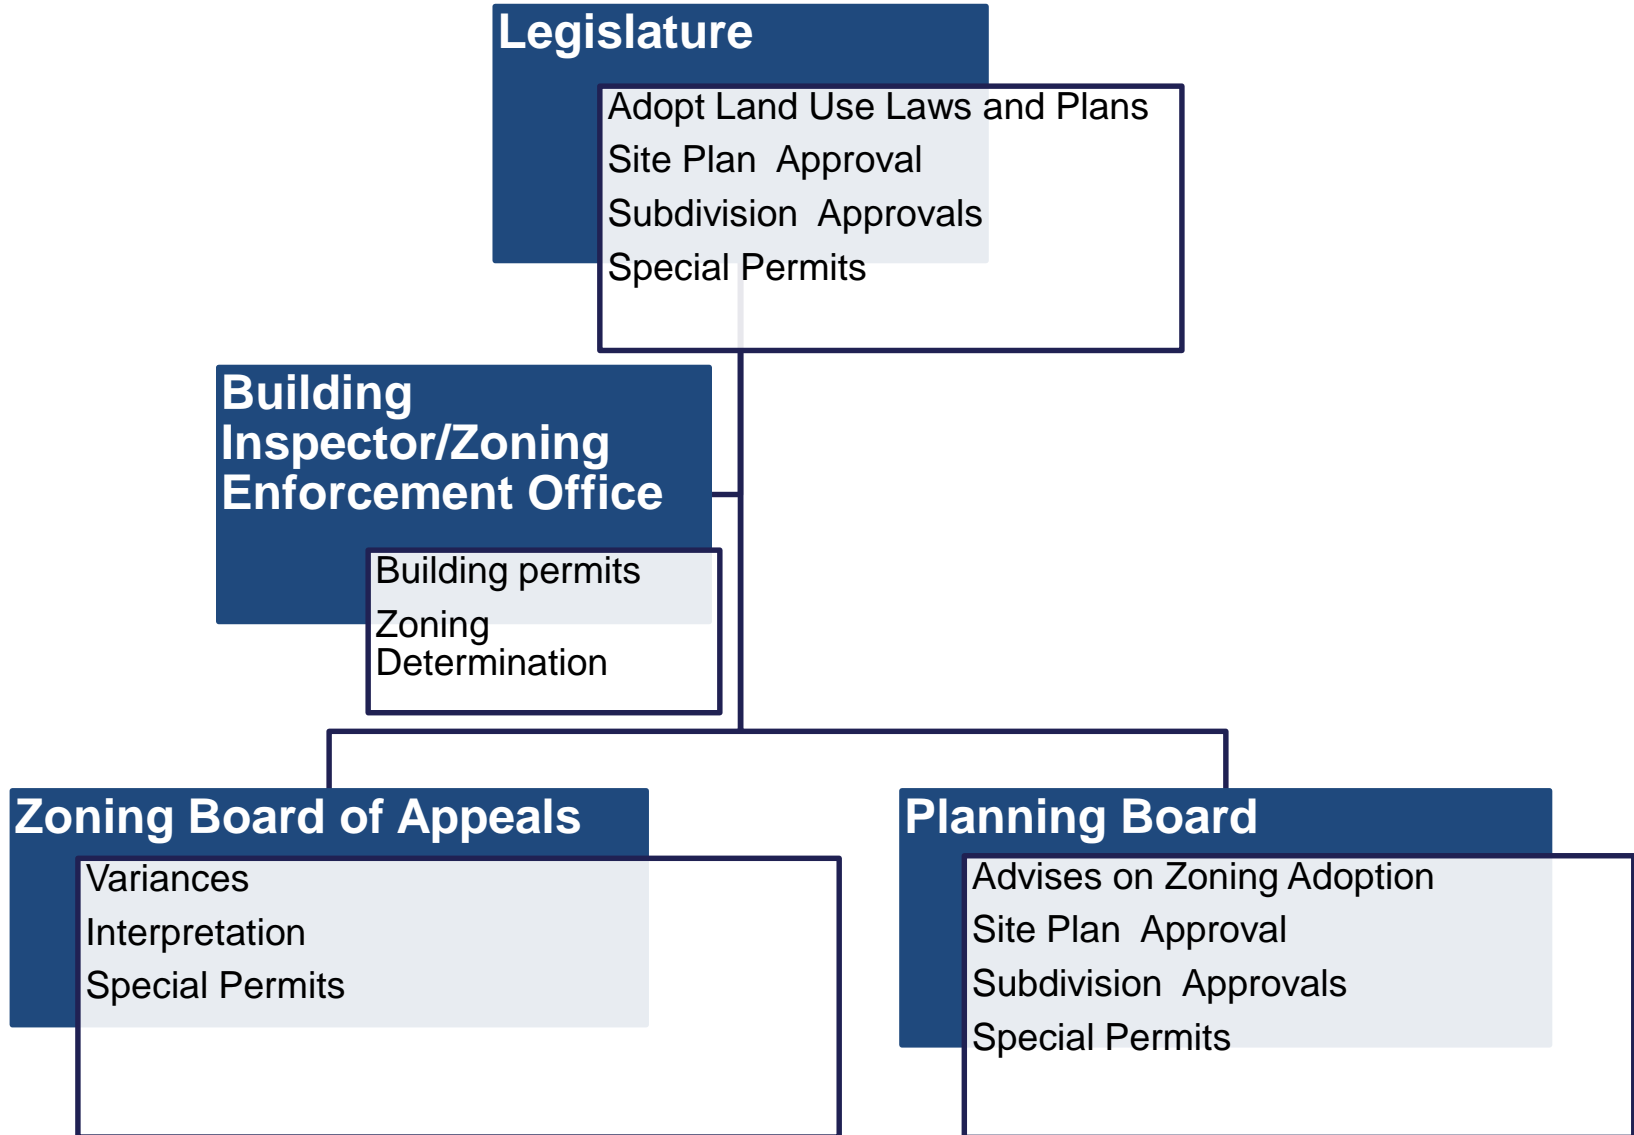 Legislature
Adopt Land Use Laws and Plans
Site Plan  Approval
Subdivision  Approvals
Special Permits
Building
Inspector/Zoning
Enforcement Office
Building permits
Zoning
Determination
Zoning Board of Appeals
Variances
Interpretation
Special Permits
Planning Board
Advises on Zoning Adoption
Site Plan  Approval
Subdivision  Approvals
Special Permits